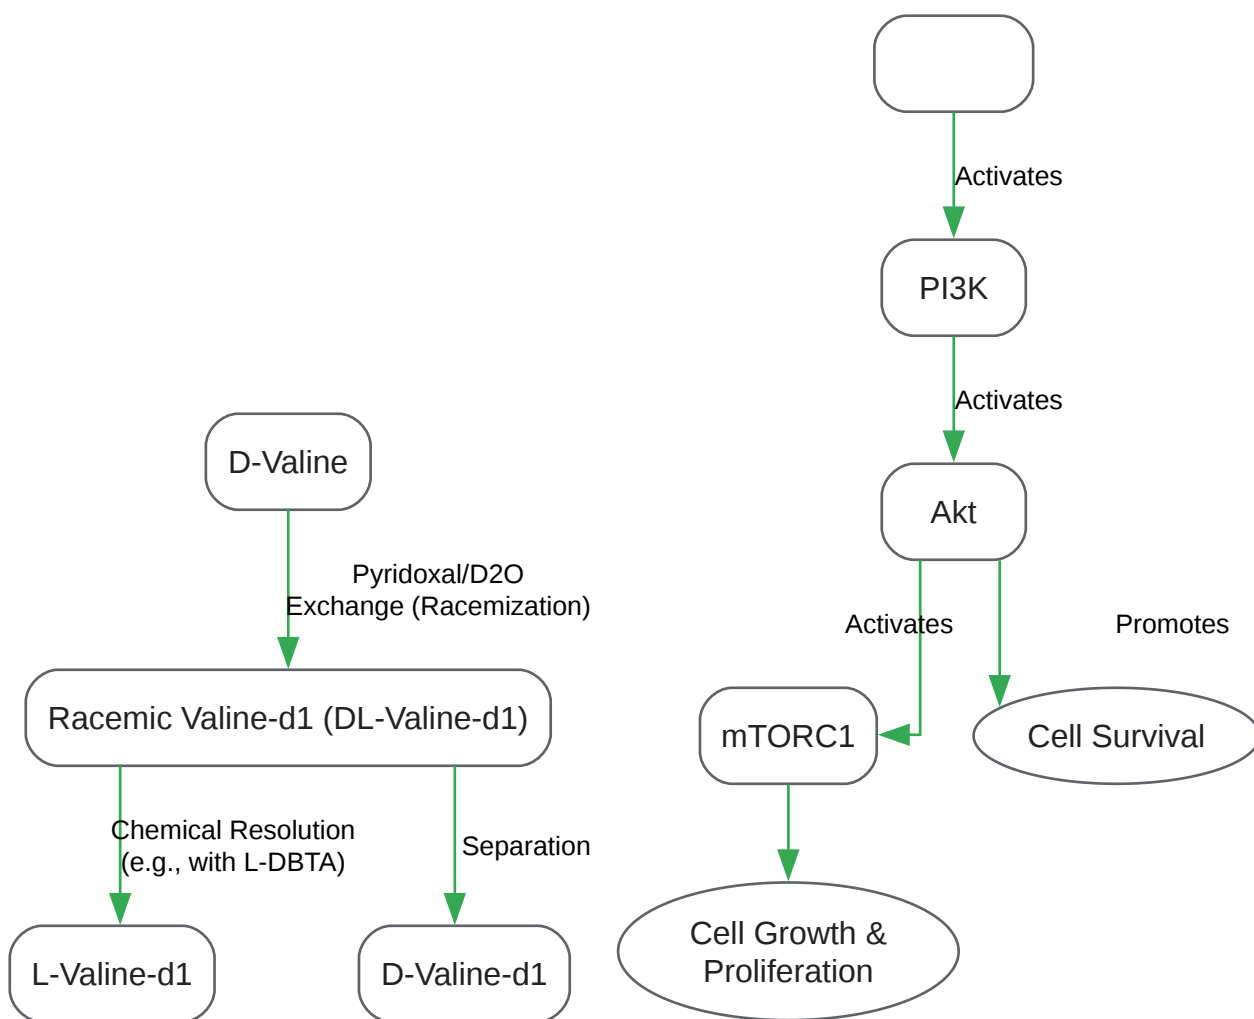 D-Valine
Pyridoxal/D2O
Exchange (Racemization)
Racemic Valine-d1 (DL-Valine-d1)
Chemical Resolution
(e.g., with L-DBTA)
Separation
L-Valine-d1
D-Valine-d1
Activates
PI3K
Activates
Akt
Activates
Promotes
mTORC1
Cell Survival
Cell Growth &
Proliferation